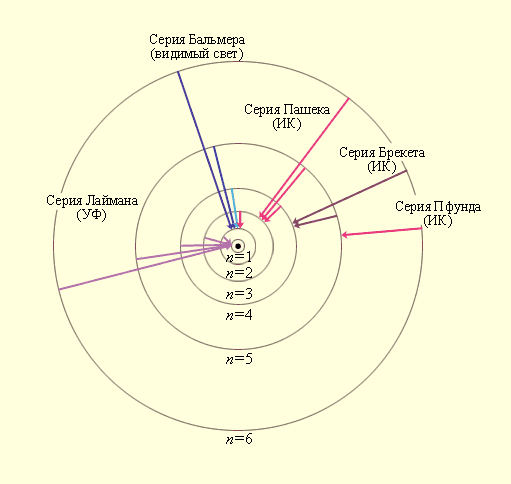 Серия Бальмера
(видимый свет)
Серия Пашека
(ИК)
Серия Брекета
(ИК)
Серия Лаймана
(УФ)
Серия Пфунда
(ИК)
n=1
n=2
n=3
n=4
n=5
n=6